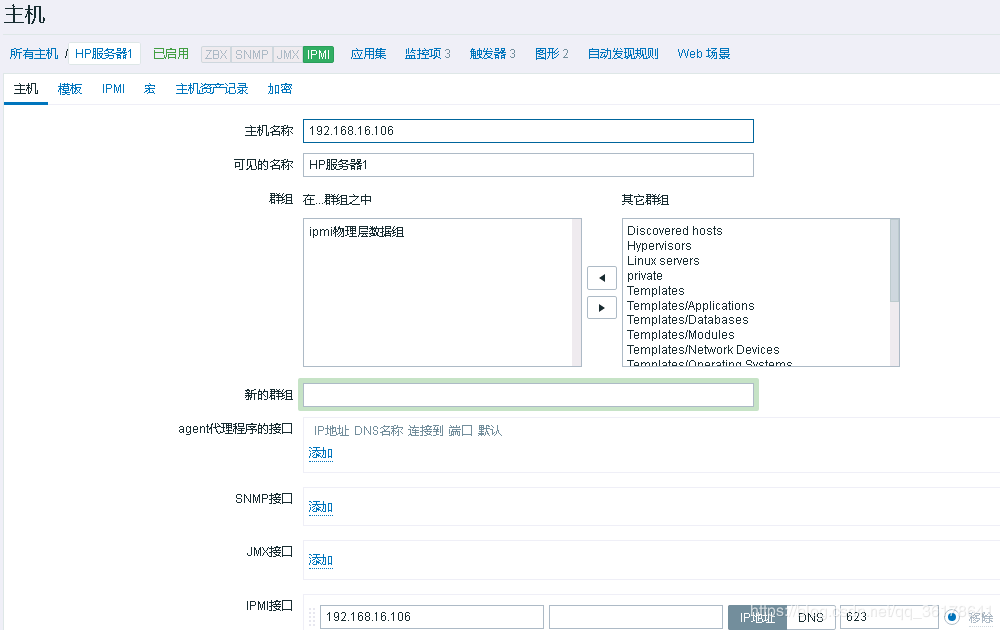 主机
所有主机 / HP服务器1 已启用 ZBX SNMP JMX IPMI 应用集 监控项 3 触发器 3 图形 2 自动发现规则 Web 场景
主机 模板 IPMI 宏 主机资产记录 加密
主机名称 192.168.16.106
可见的名称 HP服务器1
群组 在...群组之中 其它群组
ipmi物理层数据组
Discovered hosts
Hypervisors
Linux servers
private
Templates
Templates/Applications
Templates/Databases
Templates/Modules
Templates/Network Devices
Templates/Operating Systems
新的群组
agent代理程序的接口 IP地址 DNS名称 连接到 端口 默认
添加
SNMP接口 添加
JMX接口 添加
IPMI接口 192.168.16.106 IP地址 DNS 623 移除